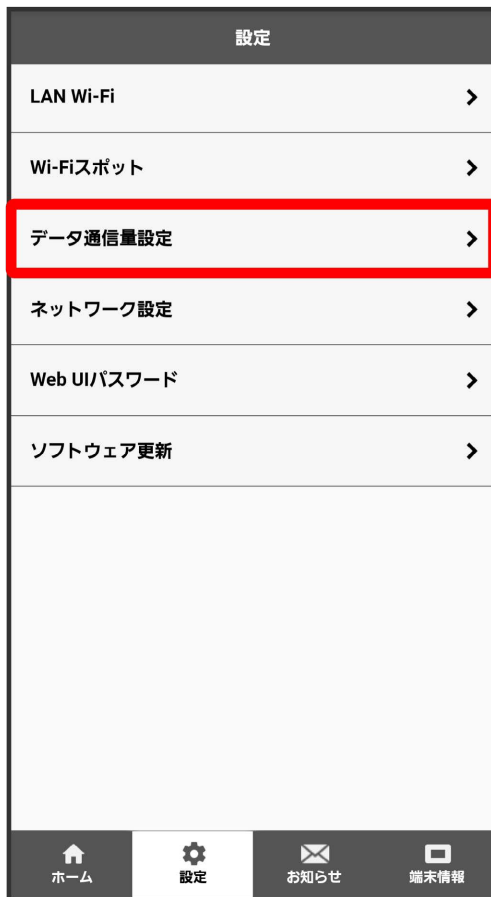 設定
LAN Wi-Fi
Wi-Fiスポット
データ通信量設定
ネットワーク設定
Web UIパスワード
ソフトウェア更新
ホーム
設定
お知らせ
端末情報